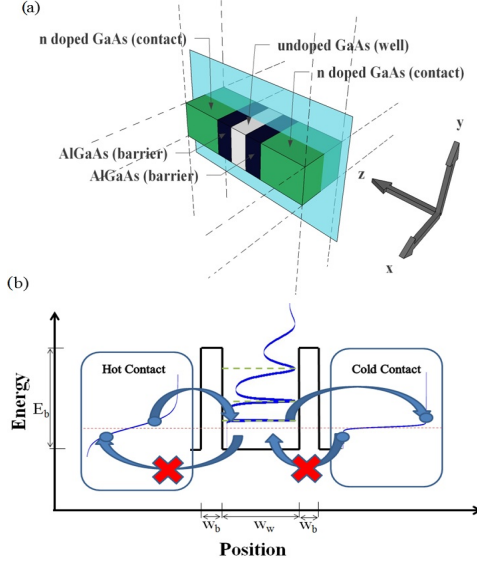 (a)
n doped GaAs (contact)
undoped GaAs (well)
n doped GaAs (contact)
AlGaAs (barrier)
AlGaAs (barrier)
y
z
x
(b)
Hot Contact
Cold Contact
Energy
E_b
w_b
w_w
w_b
Position